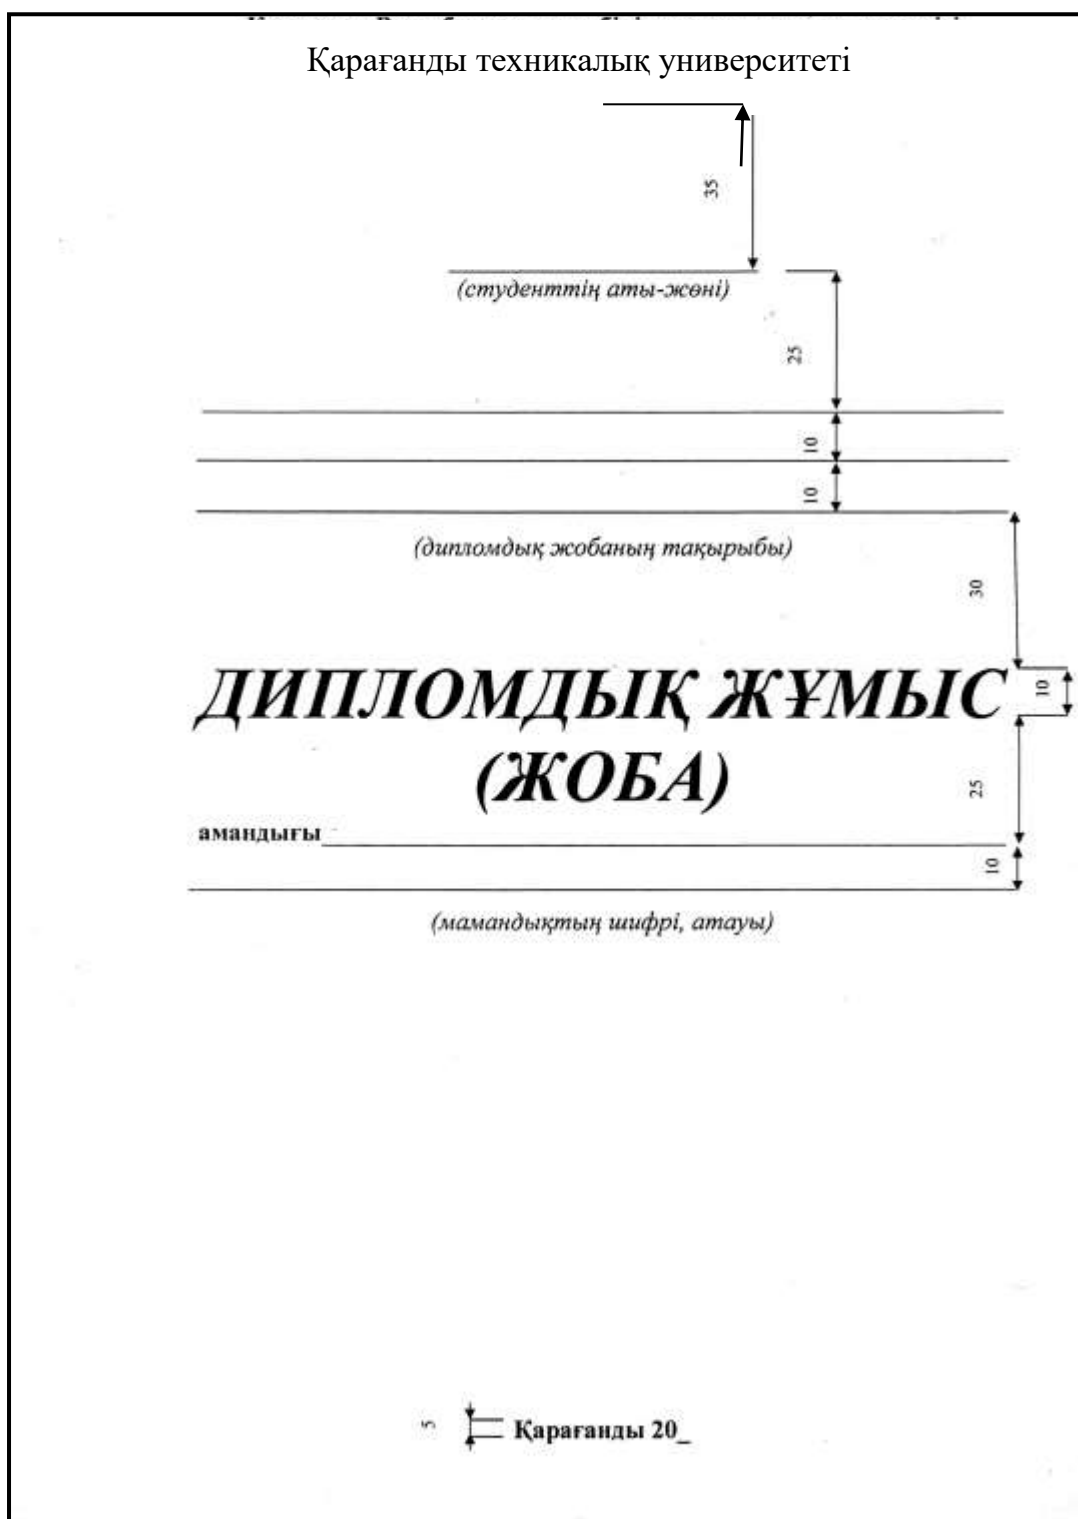 Қарағанды техникалық университеті
35
(студенттің аты-жөні)
25
10
10
(дипломдық жобаның тақырыбы)
30
ДИПЛОМДЫҚ ЖҰМЫС
10
(ЖОБА)
25
амандығы
10
(мамандықтың шифрі, атауы)
5
Қарағанды 20_